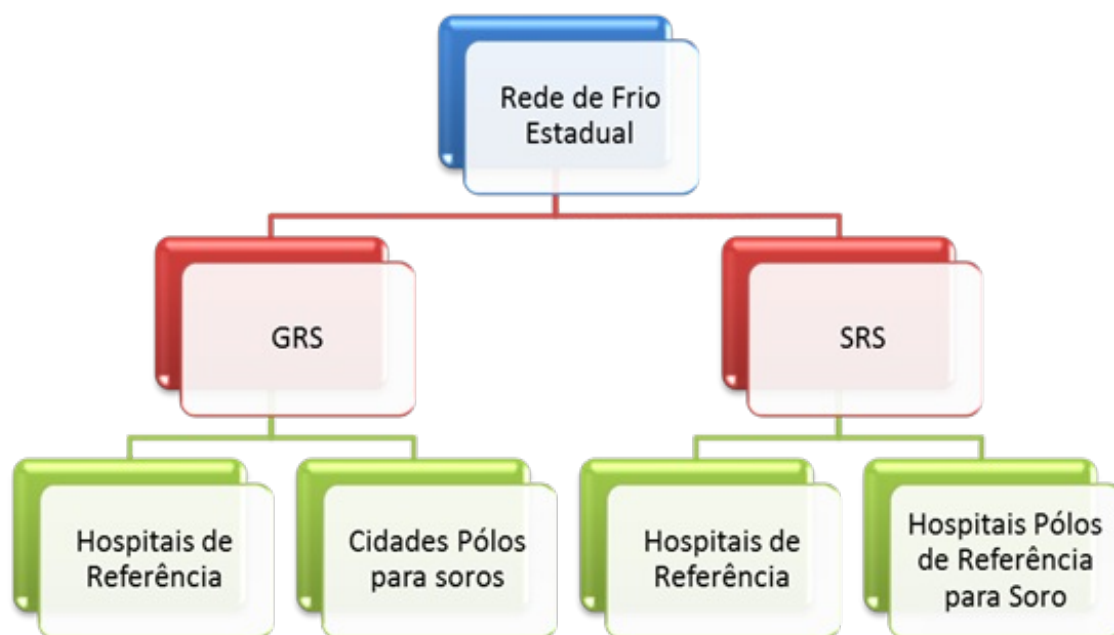 Rede de Frio
Estadual
GRS
SRS
Hospitais de
Referência
Cidades Pólos
para soros
Hospitais de
Referência
Hospitais Pólos
de Referência
para Soro